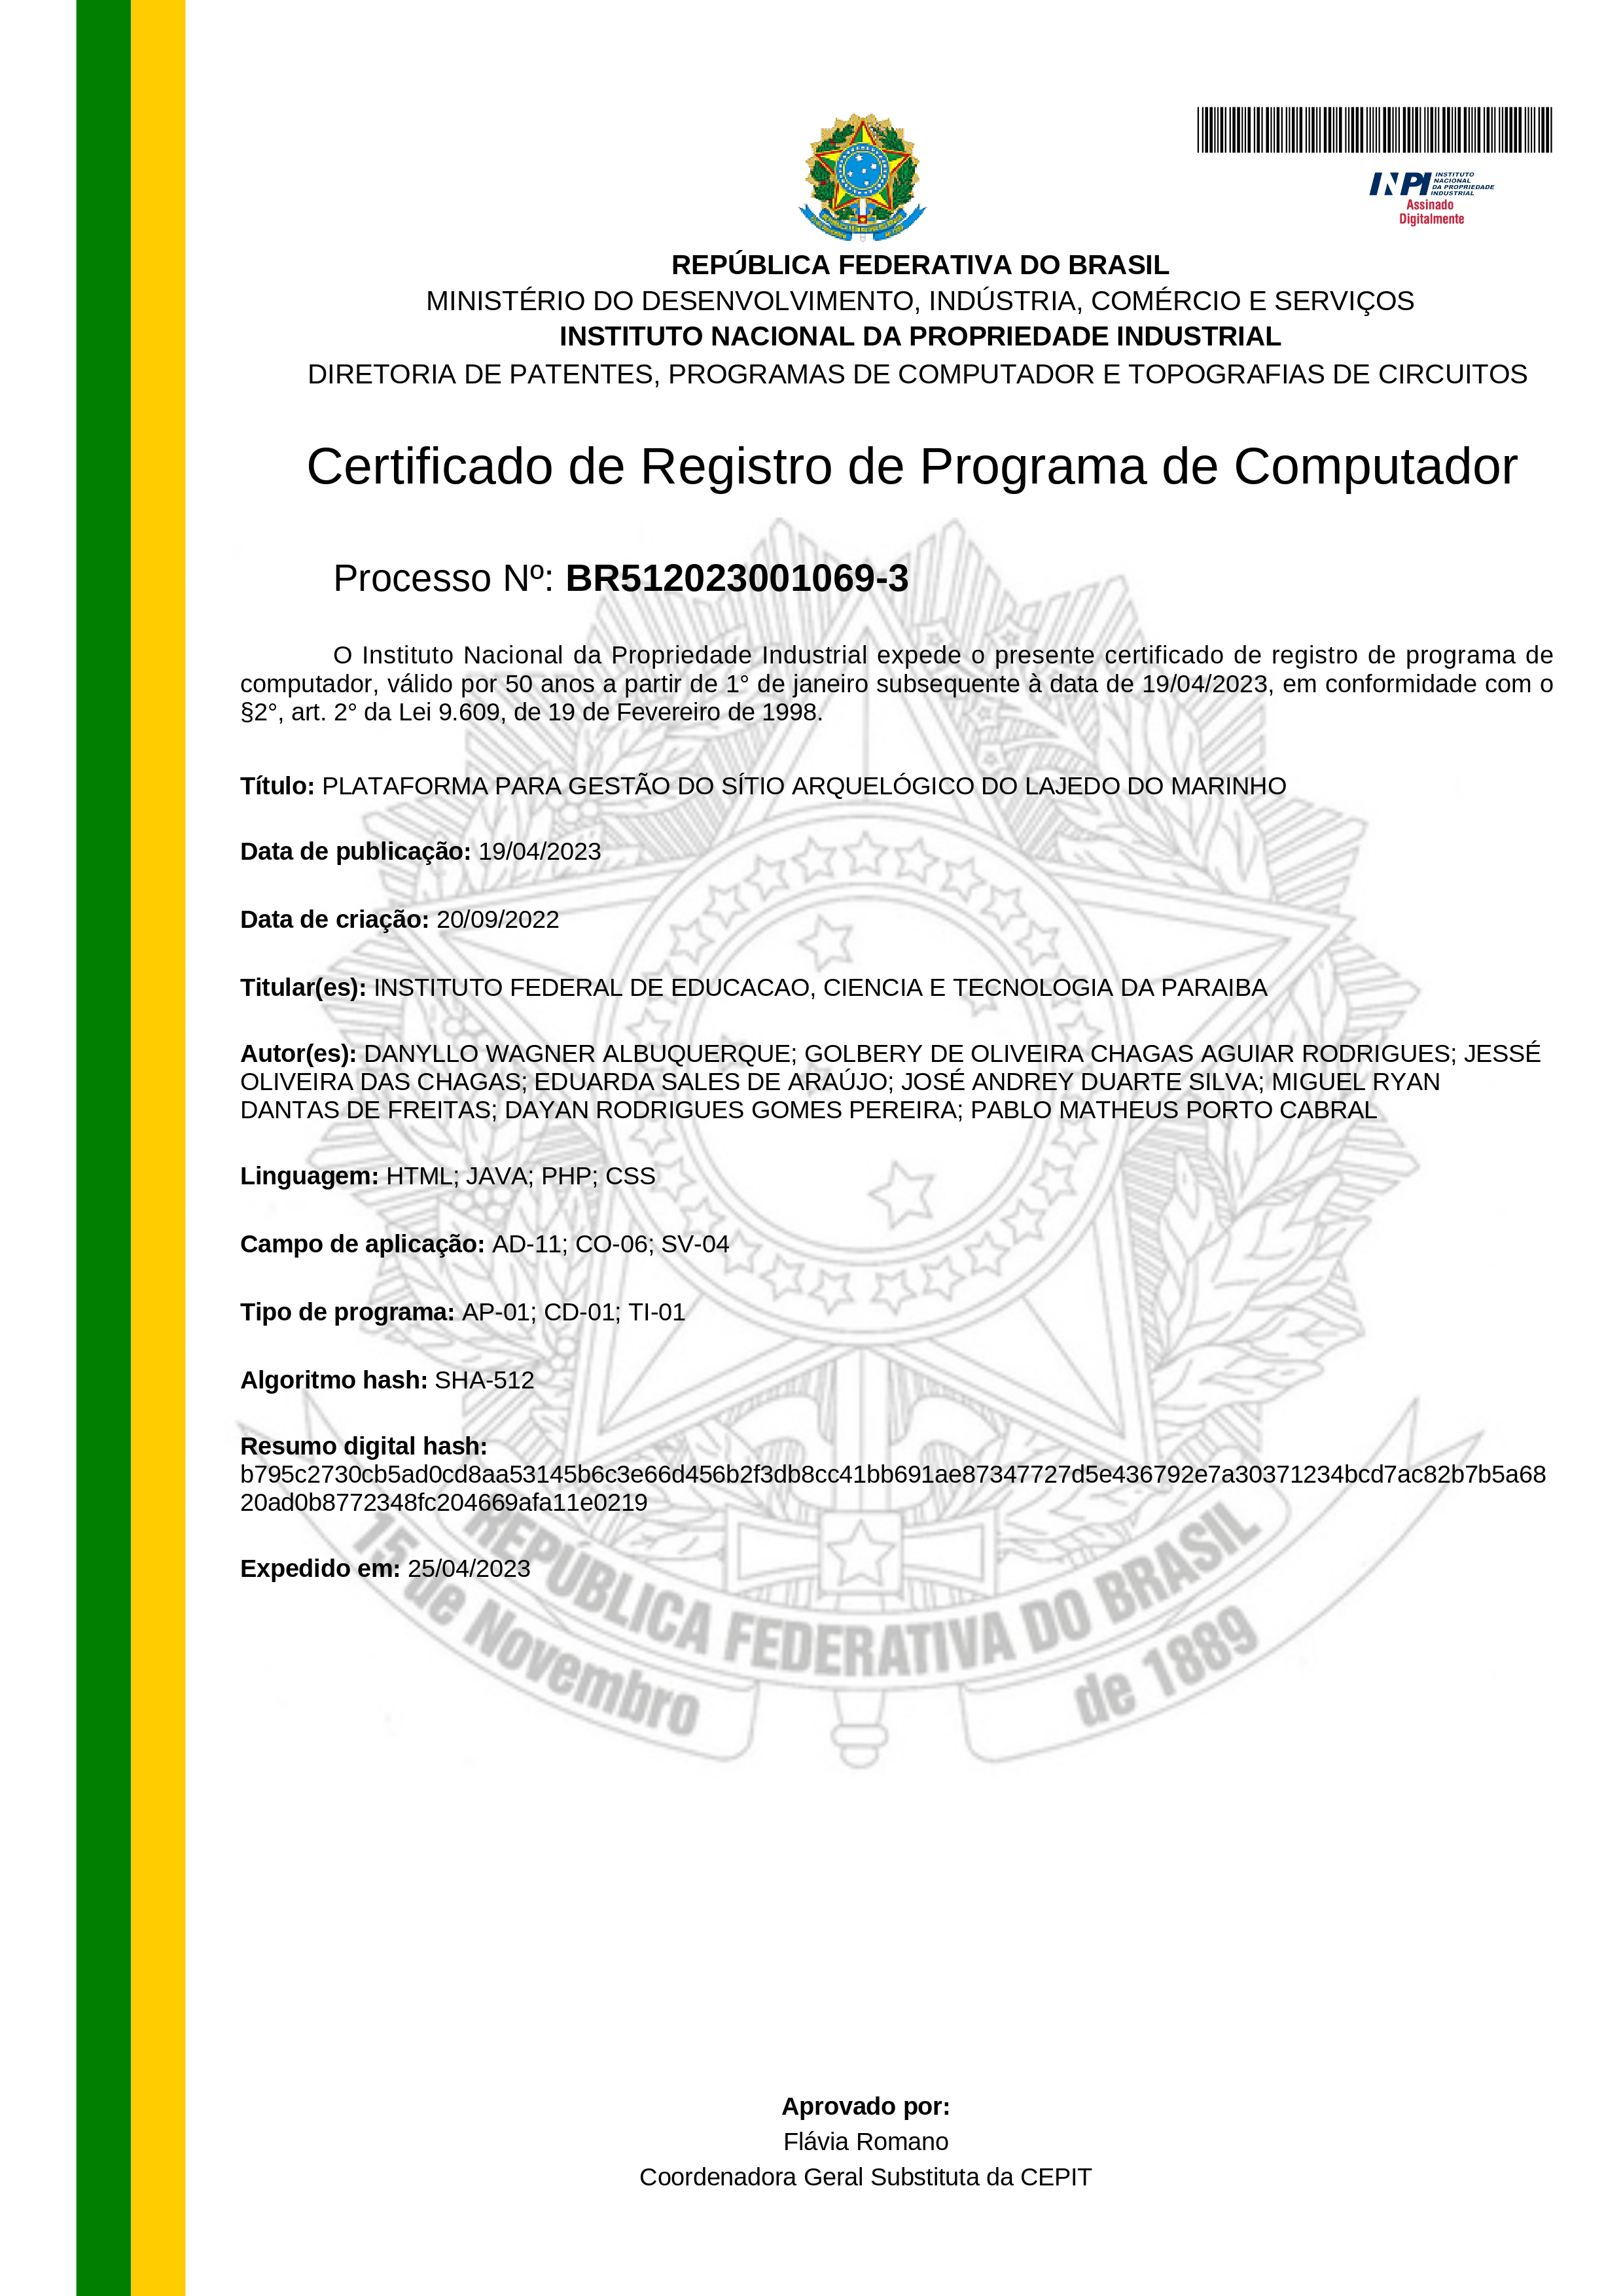 INPI INSTITUTO
NACIONAL
DA PROPRIEDADE
INDUSTRIAL
Assinado
Digitalmente
REPÚBLICA FEDERATIVA DO BRASIL
MINISTÉRIO DO DESENVOLVIMENTO, INDÚSTRIA, COMÉRCIO E SERVIÇOS
INSTITUTO NACIONAL DA PROPRIEDADE INDUSTRIAL
DIRETORIA DE PATENTES, PROGRAMAS DE COMPUTADOR E TOPOGRAFIAS DE CIRCUITOS
Certificado de Registro de Programa de Computador
Processo Nº: BR512023001069-3
O Instituto Nacional da Propriedade Industrial expede o presente certificado de registro de programa de
computador, válido por 50 anos a partir de 1° de janeiro subsequente à data de 19/04/2023, em conformidade com o
§2°, art. 2° da Lei 9.609, de 19 de Fevereiro de 1998.
Título: PLATAFORMA PARA GESTÃO DO SÍTIO ARQUELÓGICO DO LAJEDO DO MARINHO
Data de publicação: 19/04/2023
Data de criação: 20/09/2022
Titular(es): INSTITUTO FEDERAL DE EDUCACAO, CIENCIA E TECNOLOGIA DA PARAIBA
Autor(es): DANYLLO WAGNER ALBUQUERQUE; GOLBERY DE OLIVEIRA CHAGAS AGUIAR RODRIGUES; JESSÉ
OLIVEIRA DAS CHAGAS; EDUARDA SALES DE ARAÚJO; JOSÉ ANDREY DUARTE SILVA; MIGUEL RYAN
DANTAS DE FREITAS; DAYAN RODRIGUES GOMES PEREIRA; PABLO MATHEUS PORTO CABRAL
Linguagem: HTML; JAVA; PHP; CSS
Campo de aplicação: AD-11; CO-06; SV-04
Tipo de programa: AP-01; CD-01; TI-01
Algoritmo hash: SHA-512
Resumo digital hash:
b795c2730cb5ad0cd8aa53145b6c3e66d456b2f3db8cc41bb691ae87347727d5e436792e7a30371234bcd7ac82b7b5a68
20ad0b8772348fc204669afa11e0219
Expedido em: 25/04/2023
REPÚBLICA FEDERATIVA DO BRASIL
15 de Novembro de 1889
Aprovado por:
Flávia Romano
Coordenadora Geral Substituta da CEPIT